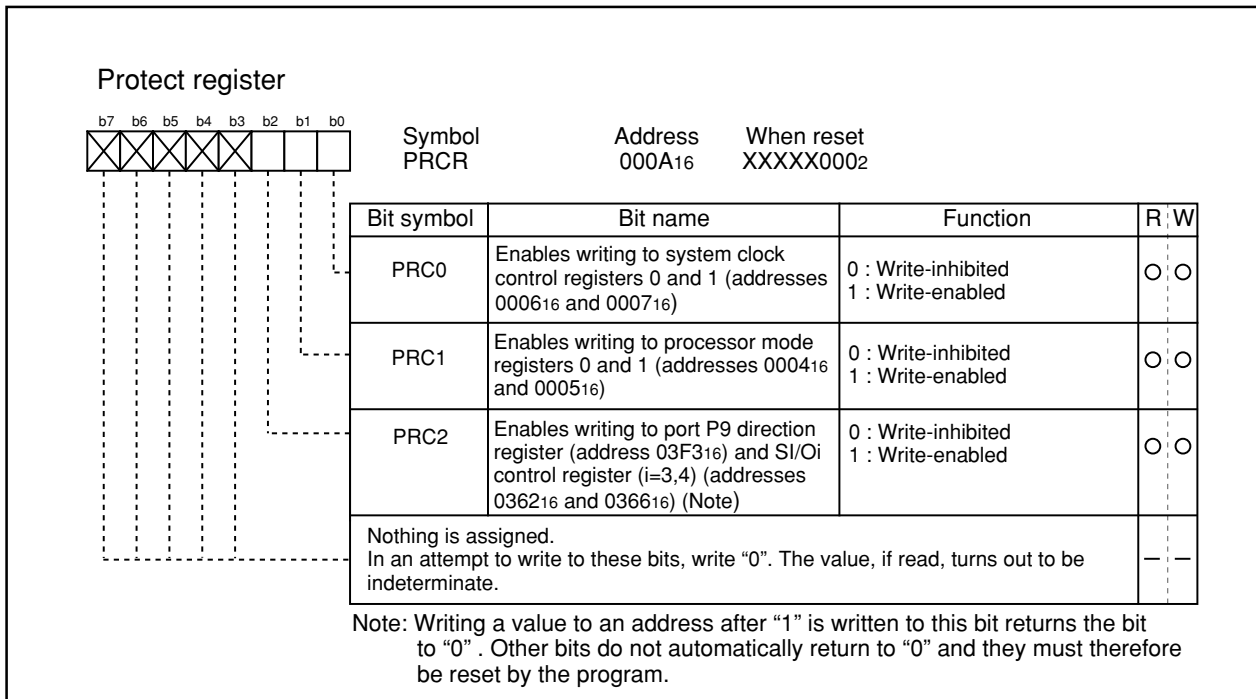 Protect register
b7 b6 b5 b4 b3 b2 b1 b0
Symbol Address When reset
PRCR 000A16 XXXXX0002
Bit symbol Bit name Function R W
PRC0
Enables writing to system clock
control registers 0 and 1 (addresses
000616 and 000716)
0 : Write-inhibited
1 : Write-enabled
PRC1
Enables writing to processor mode
registers 0 and 1 (addresses 000416
and 000516)
0 : Write-inhibited
1 : Write-enabled
PRC2
Enables writing to port P9 direction
register (address 03F316) and SI/Oi
control register (i=3,4) (addresses
036216 and 036616) (Note)
0 : Write-inhibited
1 : Write-enabled
Nothing is assigned.
In an attempt to write to these bits, write “0”. The value, if read, turns out to be
indeterminate.
Note: Writing a value to an address after “1” is written to this bit returns the bit
to “0” . Other bits do not automatically return to “0” and they must therefore
be reset by the program.